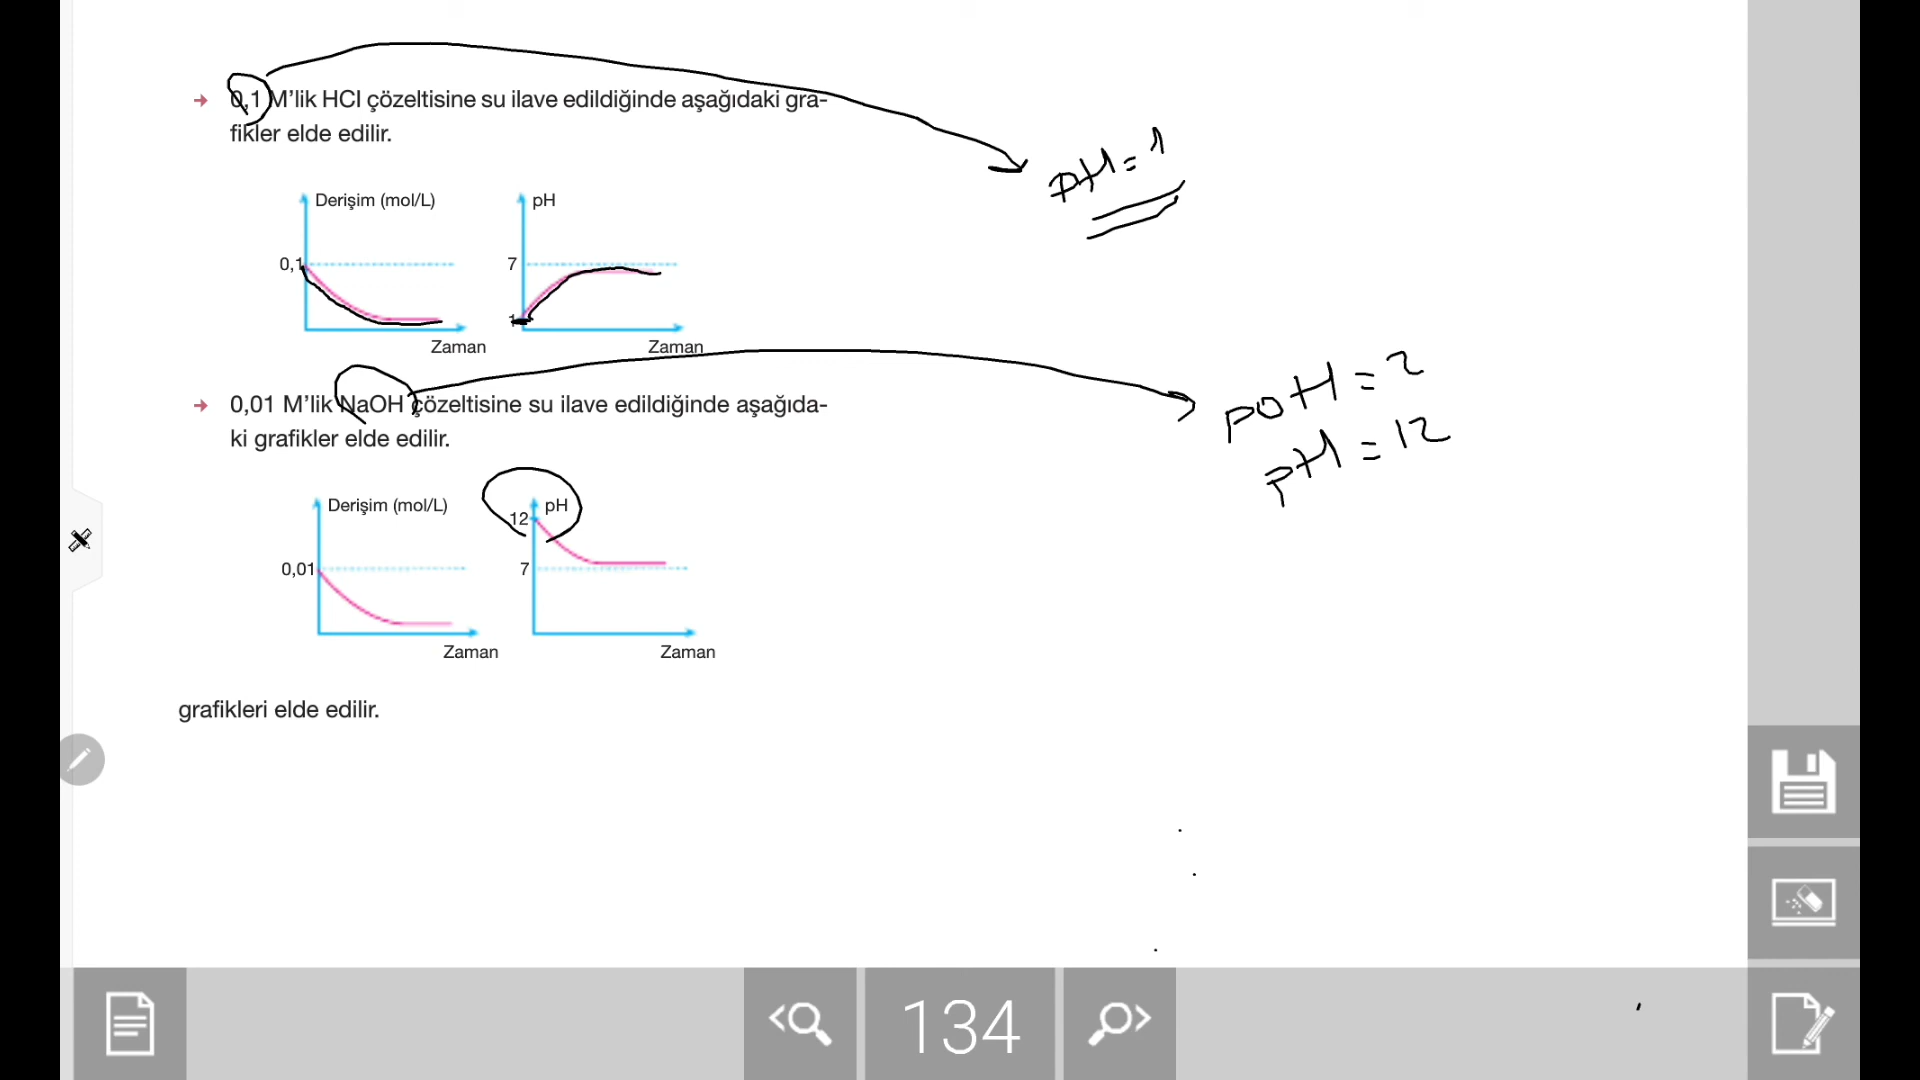 0,1 M’lik HCl çözeltisine su ilave edildiğinde aşağıdaki gra-
fikler elde edilir.
pH = 1
Derişim (mol/L)
pH
0,1
7
1
Zaman
Zaman
0,01 M’lik NaOH çözeltisine su ilave edildiğinde aşağıda-
ki grafikler elde edilir.
pOH = 2
pH = 12
Derişim (mol/L)
pH
12
0,01
7
Zaman
Zaman
grafikleri elde edilir.
134